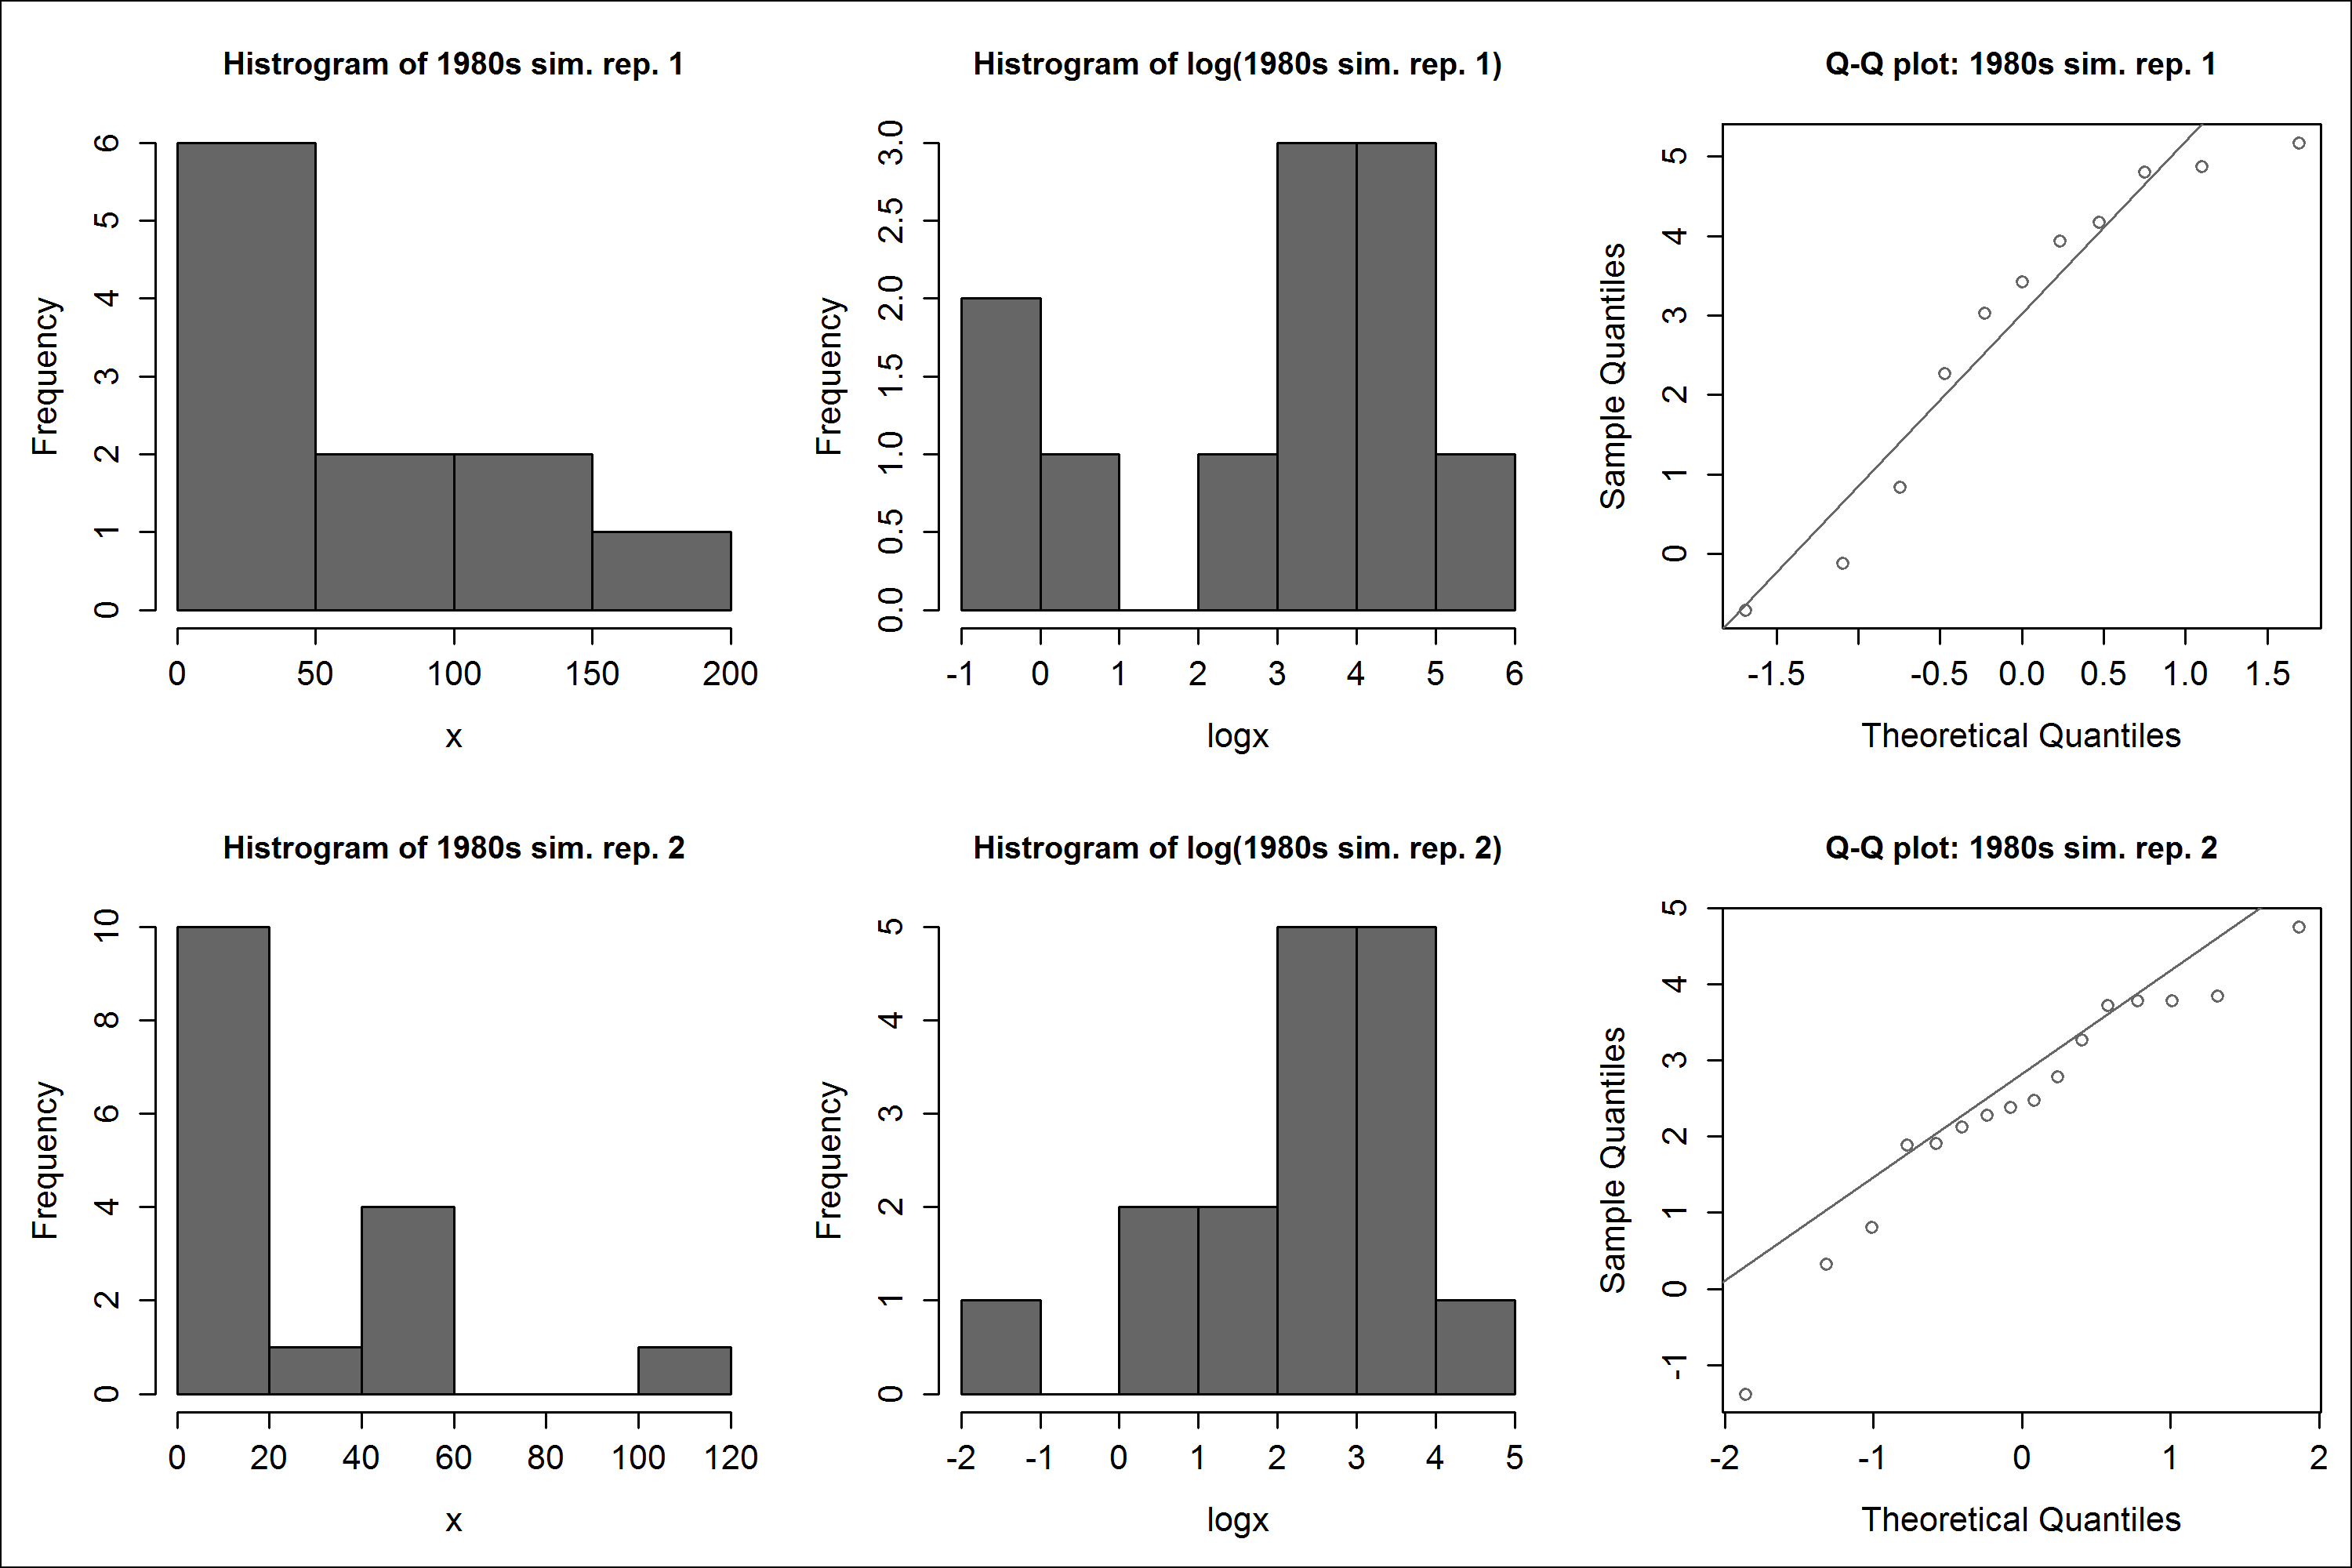 Histrogram of 1980s sim. rep. 1
Histrogram of log(1980s sim. rep. 1)
Q-Q plot: 1980s sim. rep. 1
Frequency
0 1 2 3 4 5 6
0 50 100 150 200
x
Frequency
0.0 0.5 1.0 1.5 2.0 2.5 3.0
-1 0 1 2 3 4 5 6
logx
Sample Quantiles
0 1 2 3 4 5
-1.5 -0.5 0.0 0.5 1.0 1.5
Theoretical Quantiles
Histrogram of 1980s sim. rep. 2
Histrogram of log(1980s sim. rep. 2)
Q-Q plot: 1980s sim. rep. 2
Frequency
0 2 4 6 8 10
0 20 40 60 80 100 120
x
Frequency
0 1 2 3 4 5
-2 -1 0 1 2 3 4 5
logx
Sample Quantiles
-1 0 1 2 3 4 5
-2 -1 0 1 2
Theoretical Quantiles